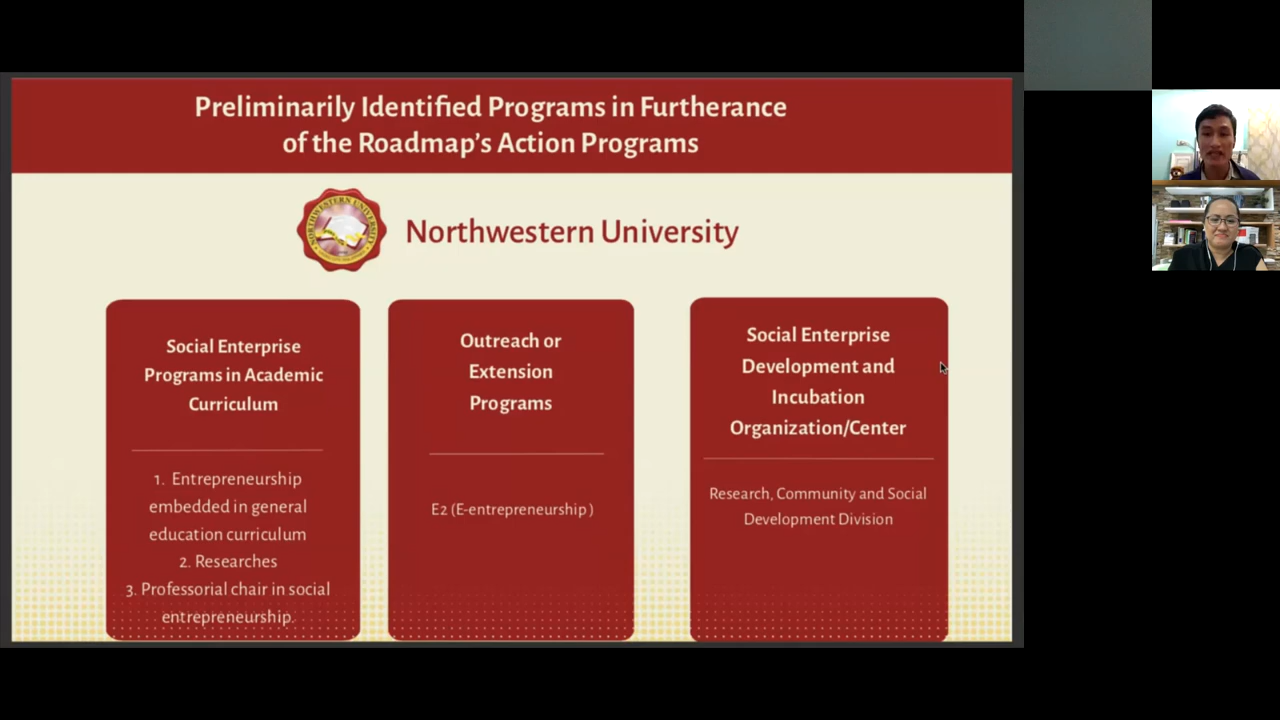 Preliminarily Identified Programs in Furtherance
of the Roadmap's Action Programs
NORTHWESTERN UNIVERSITY
Northwestern University
Social Enterprise
Programs in Academic
Curriculum
1. Entrepreneurship
embedded in general
education curriculum
2. Researches
3. Professorial chair in social
entrepreneurship.
Outreach or
Extension
Programs
E2 (E-entrepreneurship )
Social Enterprise
Development and
Incubation
Organization/Center
Research, Community and Social
Development Division